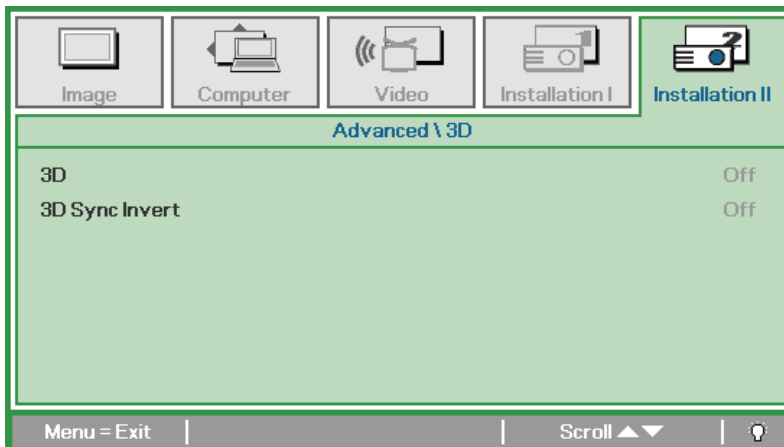 Image Computer Video Installation I Installation II
Advanced \ 3D
3D Off
3D Sync Invert Off
Menu = Exit Scroll ▲▼